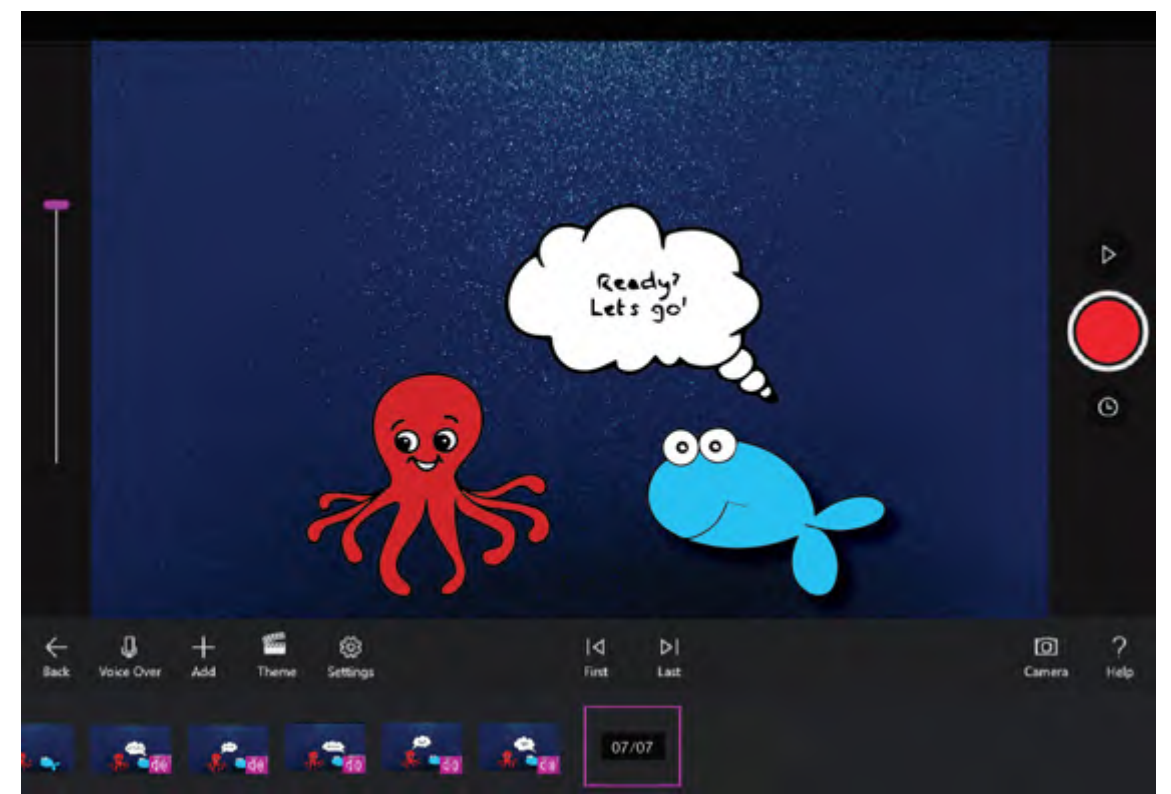 Ready?
Lets go!
Back
Voice Over
Add
Theme
Settings
First
Last
Camera
Help
07/07